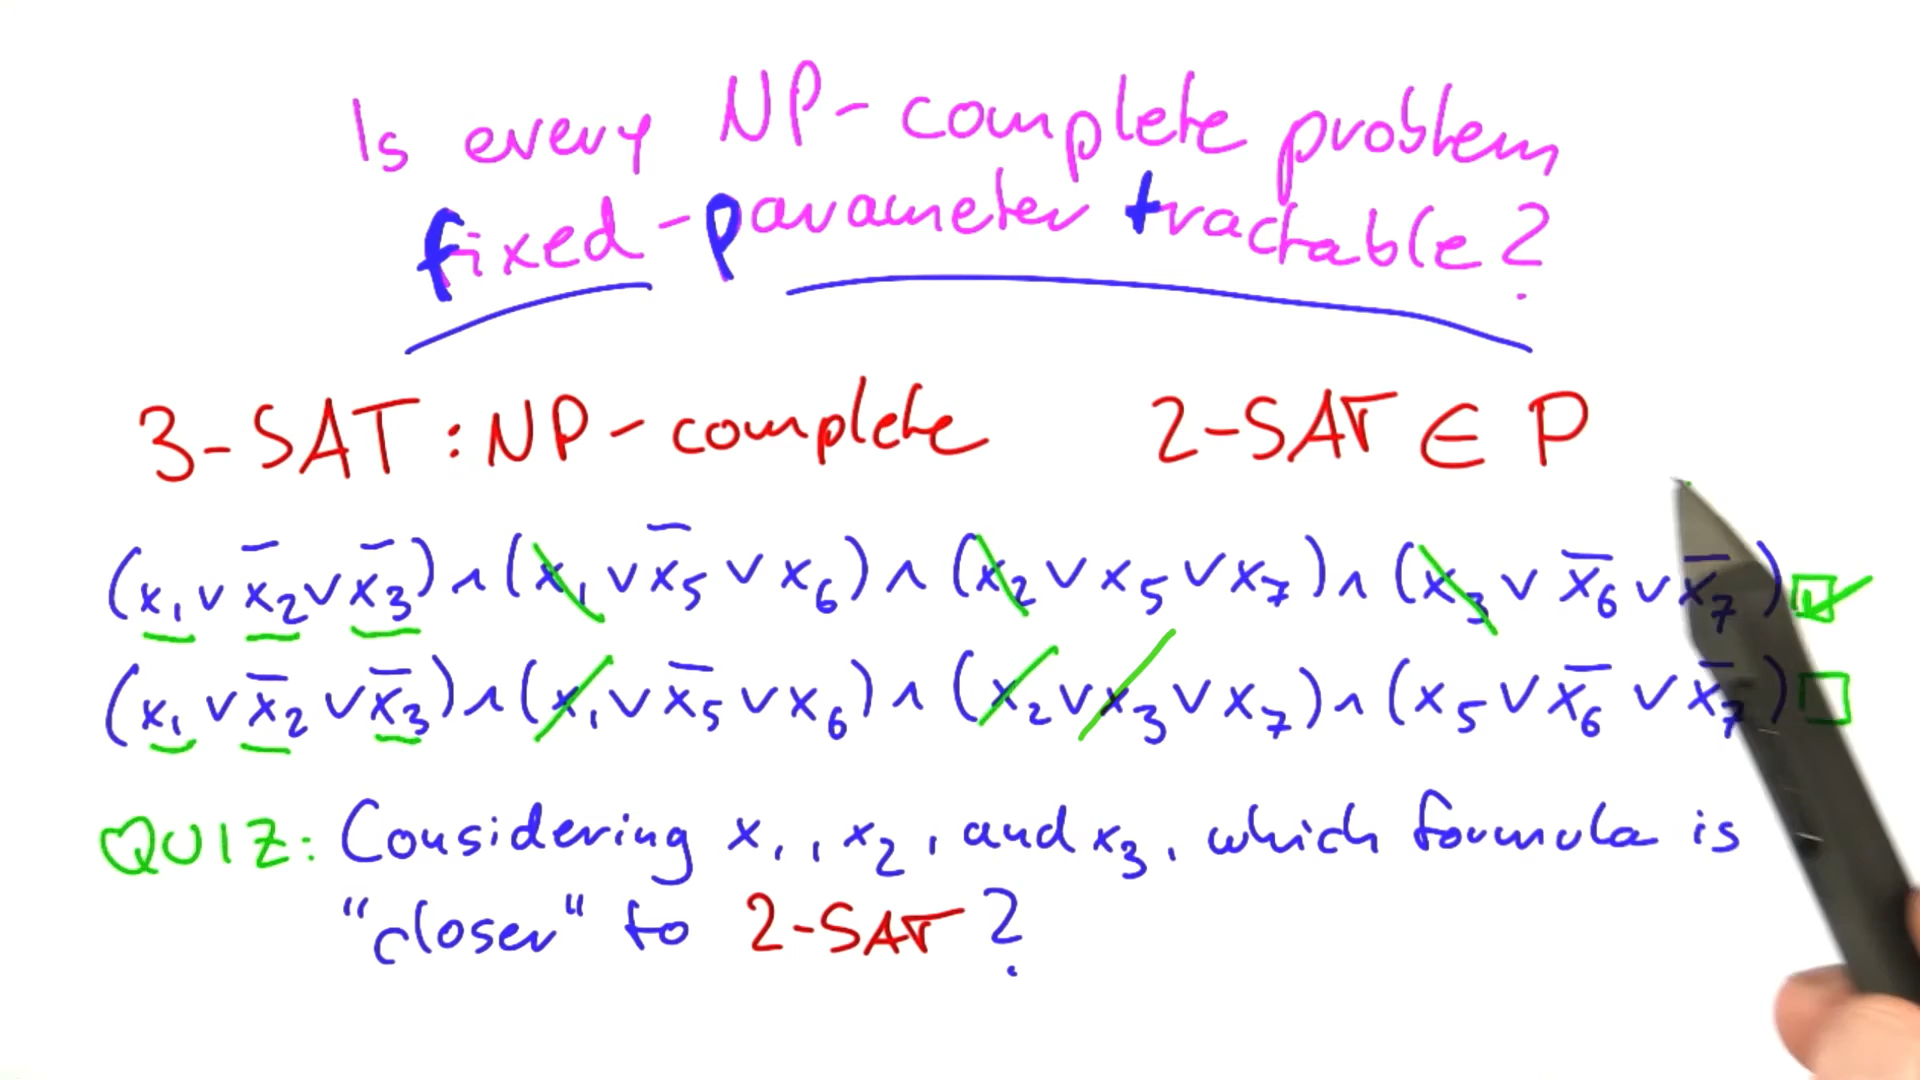 Is every NP-complete problem
fixed-parameter tractable?
3-SAT: NP-complete 2-SAT ∈ P
(x₁ ∨ x̄₂ ∨ x̄₃) ∧ (x₁ ∨ x̄₅ ∨ x₆) ∧ (x₂ ∨ x₅ ∨ x₇) ∧ (x₃ ∨ x̄₆ ∨ x̄₇)
(x₁ ∨ x̄₂ ∨ x̄₃) ∧ (x₁ ∨ x̄₅ ∨ x₆) ∧ (x₂ ∨ x₃ ∨ x₇) ∧ (x₅ ∨ x̄₆ ∨ x̄₇)
QUIZ: Considering x₁, x₂, and x₃, which formula is
"closer" to 2-SAT?